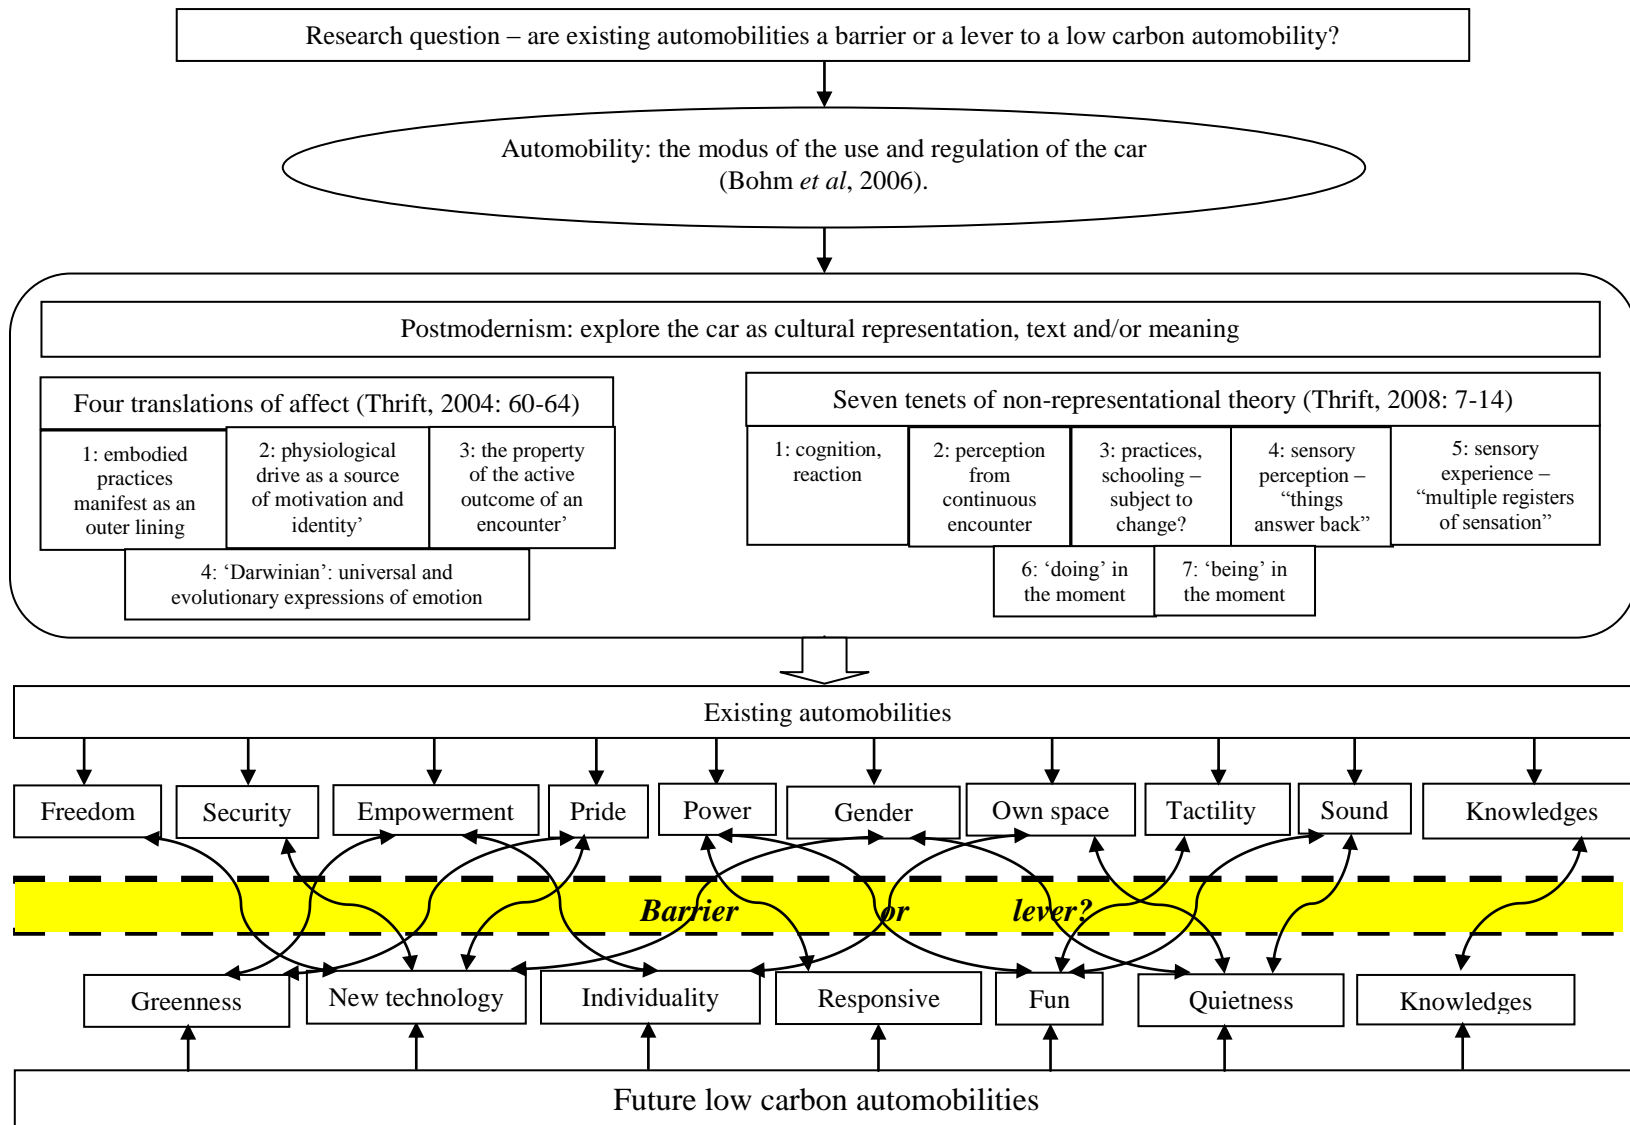 Research question – are existing automobilities a barrier or a lever to a low carbon automobility?
Automobility: the modus of the use and regulation of the car
(Bohm et al, 2006).
Postmodernism: explore the car as cultural representation, text and/or meaning
Four translations of affect (Thrift, 2004: 60-64)
1: embodied
practices
manifest as an
outer lining
2: physiological
drive as a source
of motivation and
identity’
3: the property
of the active
outcome of an
encounter’
4: ‘Darwinian’: universal and
evolutionary expressions of emotion
Seven tenets of non-representational theory (Thrift, 2008: 7-14)
1: cognition,
reaction
2: perception
from
continuous
encounter
3: practices,
schooling –
subject to
change?
4: sensory
perception –
“things
answer back”
5: sensory
experience –
“multiple registers
of sensation”
6: ‘doing’ in
the moment
7: ‘being’ in
the moment
Existing automobilities
Freedom
Security
Empowerment
Pride
Power
Gender
Own space
Tactility
Sound
Knowledges
Barrier or lever?
Greenness
New technology
Individuality
Responsive
Fun
Quietness
Knowledges
Future low carbon automobilities